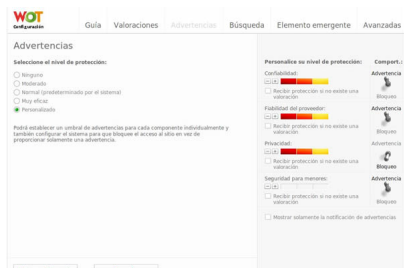 WOT
Configuración
Guía
Valoraciones
Advertencias
Búsqueda
Elemento emergente
Avanzadas
Advertencias
Seleccione el nivel de protección:
Ninguno
Moderado
Normal (predeterminado por el sistema)
Muy eficaz
Personalizado
Podrá establecer un umbral de advertencias para cada componente individualmente y
también configurar el sistema para que bloquee el acceso al sitio en vez de
proporcionar solamente una advertencia.
Personalice su nivel de protección:
Comport.:
Confiabilidad:
Advertencia
Recibir protección si no existe una
valoración
Bloqueo
Fiabilidad del proveedor:
Advertencia
Recibir protección si no existe una
valoración
Bloqueo
Privacidad:
Advertencia
Recibir protección si no existe una
valoración
Bloqueo
Seguridad para menores:
Advertencia
Recibir protección si no existe una
valoración
Bloqueo
Mostrar solamente la notificación de advertencias